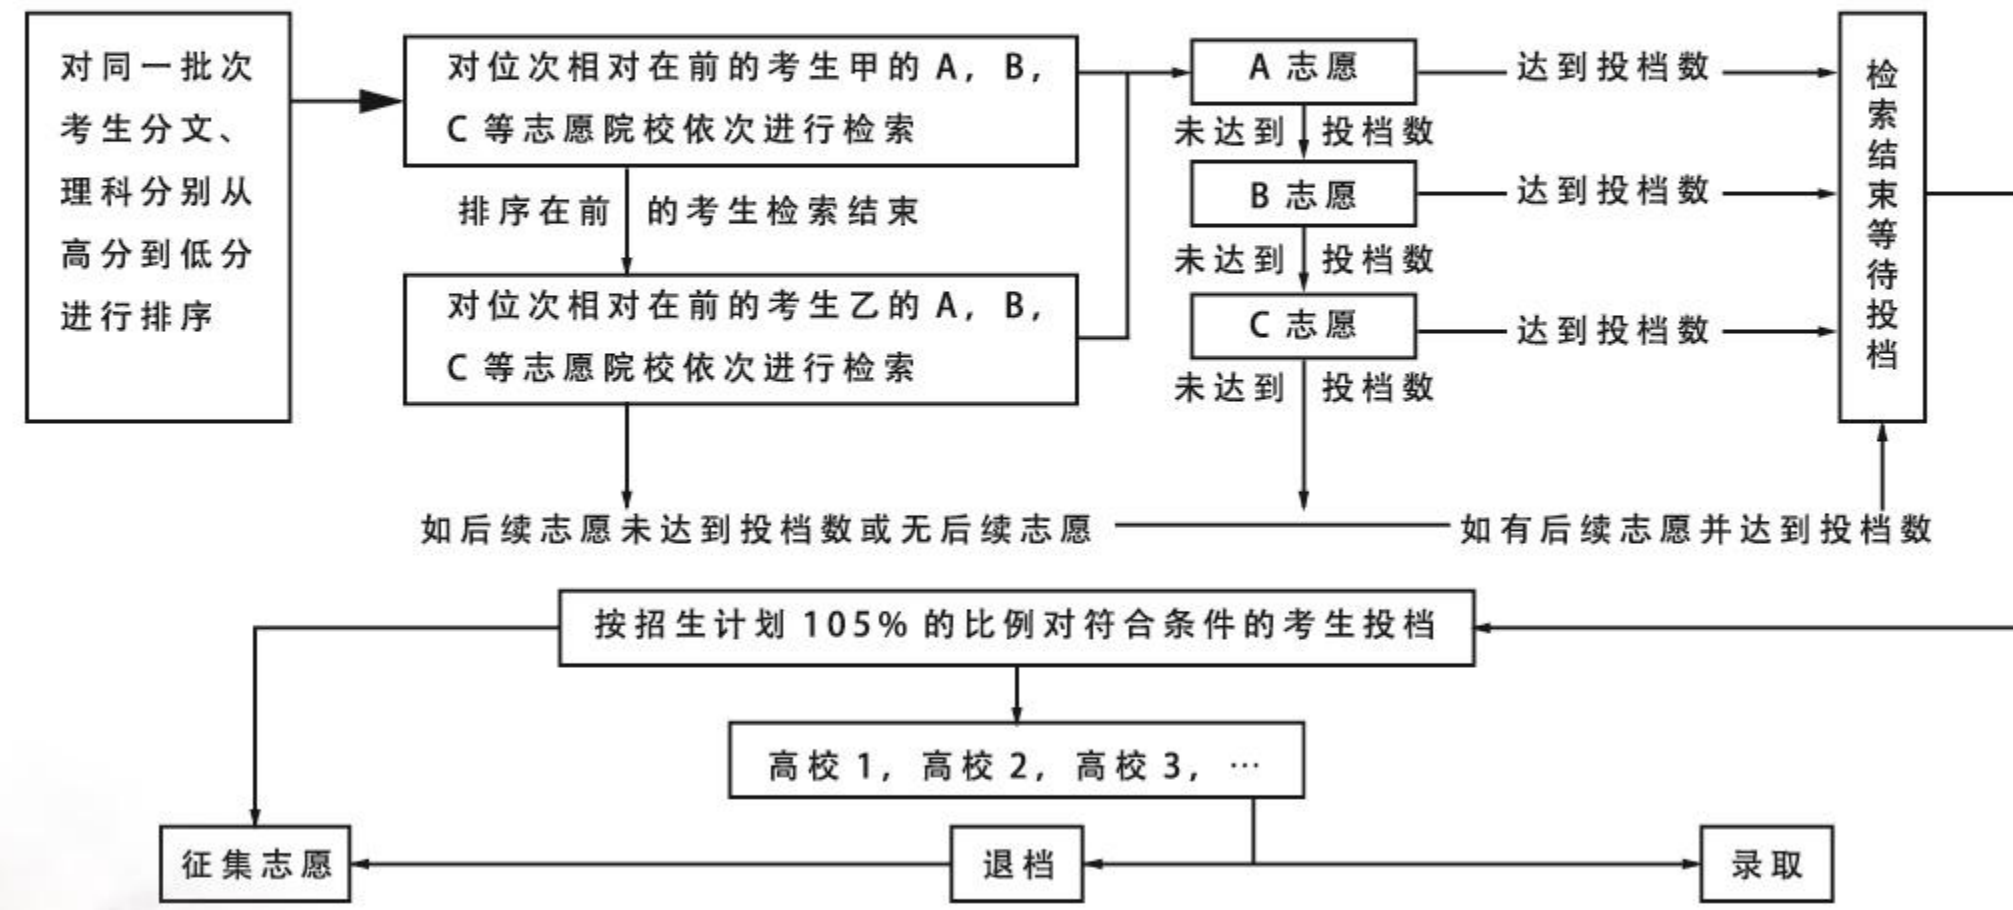 对同一批次
考生分文、
理科分别从
高分到低分
进行排序
对位次相对在前的考生甲的 A，B，
C 等志愿院校依次进行检索
排序在前 的考生检索结束
对位次相对在前的考生乙的 A，B，
C 等志愿院校依次进行检索
A 志愿
达到投档数
未达到 投档数
B 志愿
达到投档数
未达到 投档数
C 志愿
达到投档数
未达到 投档数
检索结束等待投档
如后续志愿未达到投档数或无后续志愿
如有后续志愿并达到投档数
按招生计划 105% 的比例对符合条件的考生投档
高校 1，高校 2，高校 3，…
征集志愿
退档
录取